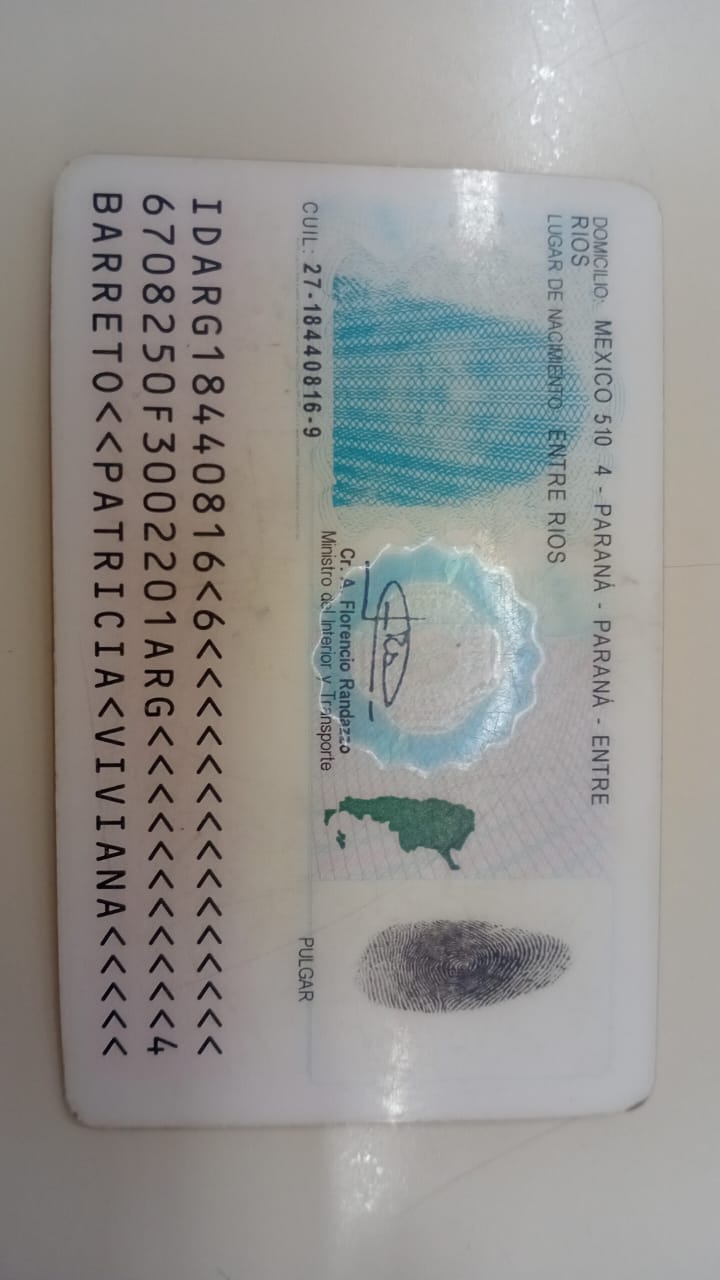 DOMICILIO: MEXICO 510 4 - PARANÁ - PARANÁ - ENTRE
RIOS
LUGAR DE NACIMIENTO: ENTRE RIOS
Cr. A. Florencio Randazzo
Ministro del Interior y Transporte
CUIL: 27-18440816-9
PULGAR
IDARG18440816<6<<<<<<<<<<<<<<<
6708250F3002201ARG<<<<<<<<<<<4
BARRETO<<PATRICIA<VIVIANA<<<<<